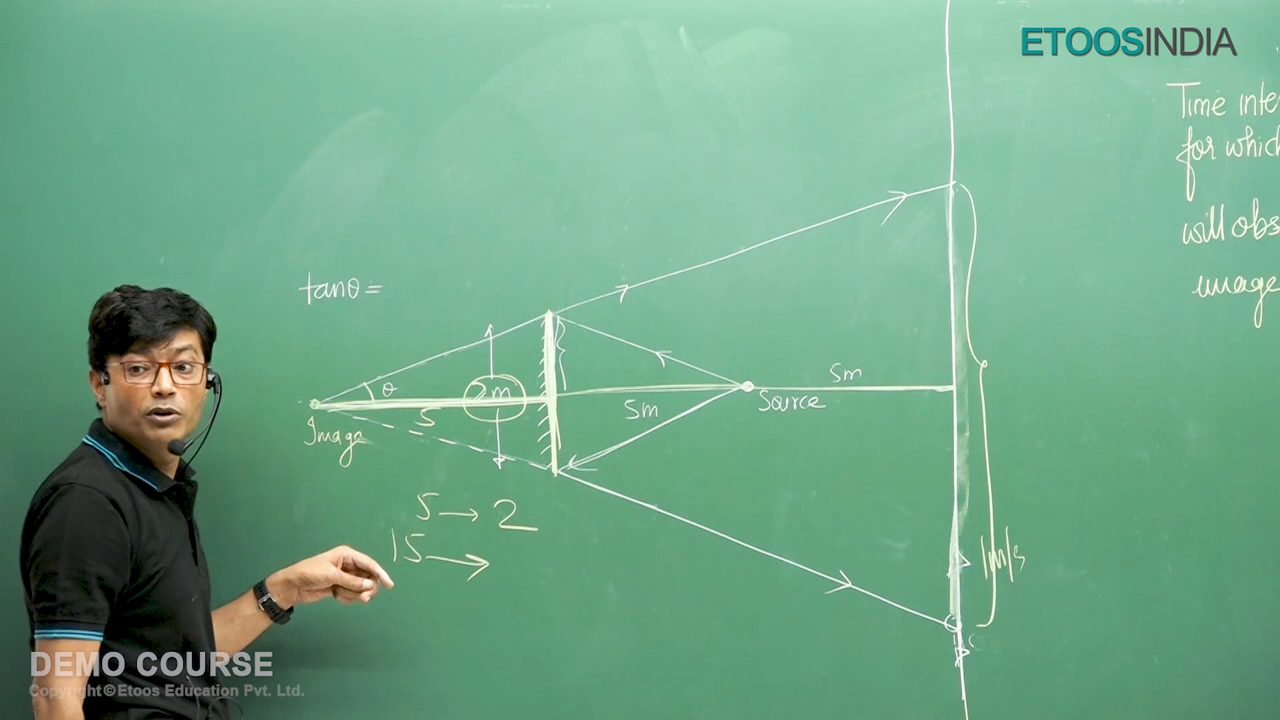 ETOOSINDIA
Time inte
for which
will obs
image
tanθ=
θ
2m
5m
5
5m
Source
Image
5 → 2
15 →
1m/s
DEMO COURSE
Copyright © Etoos Education Pvt. Ltd.